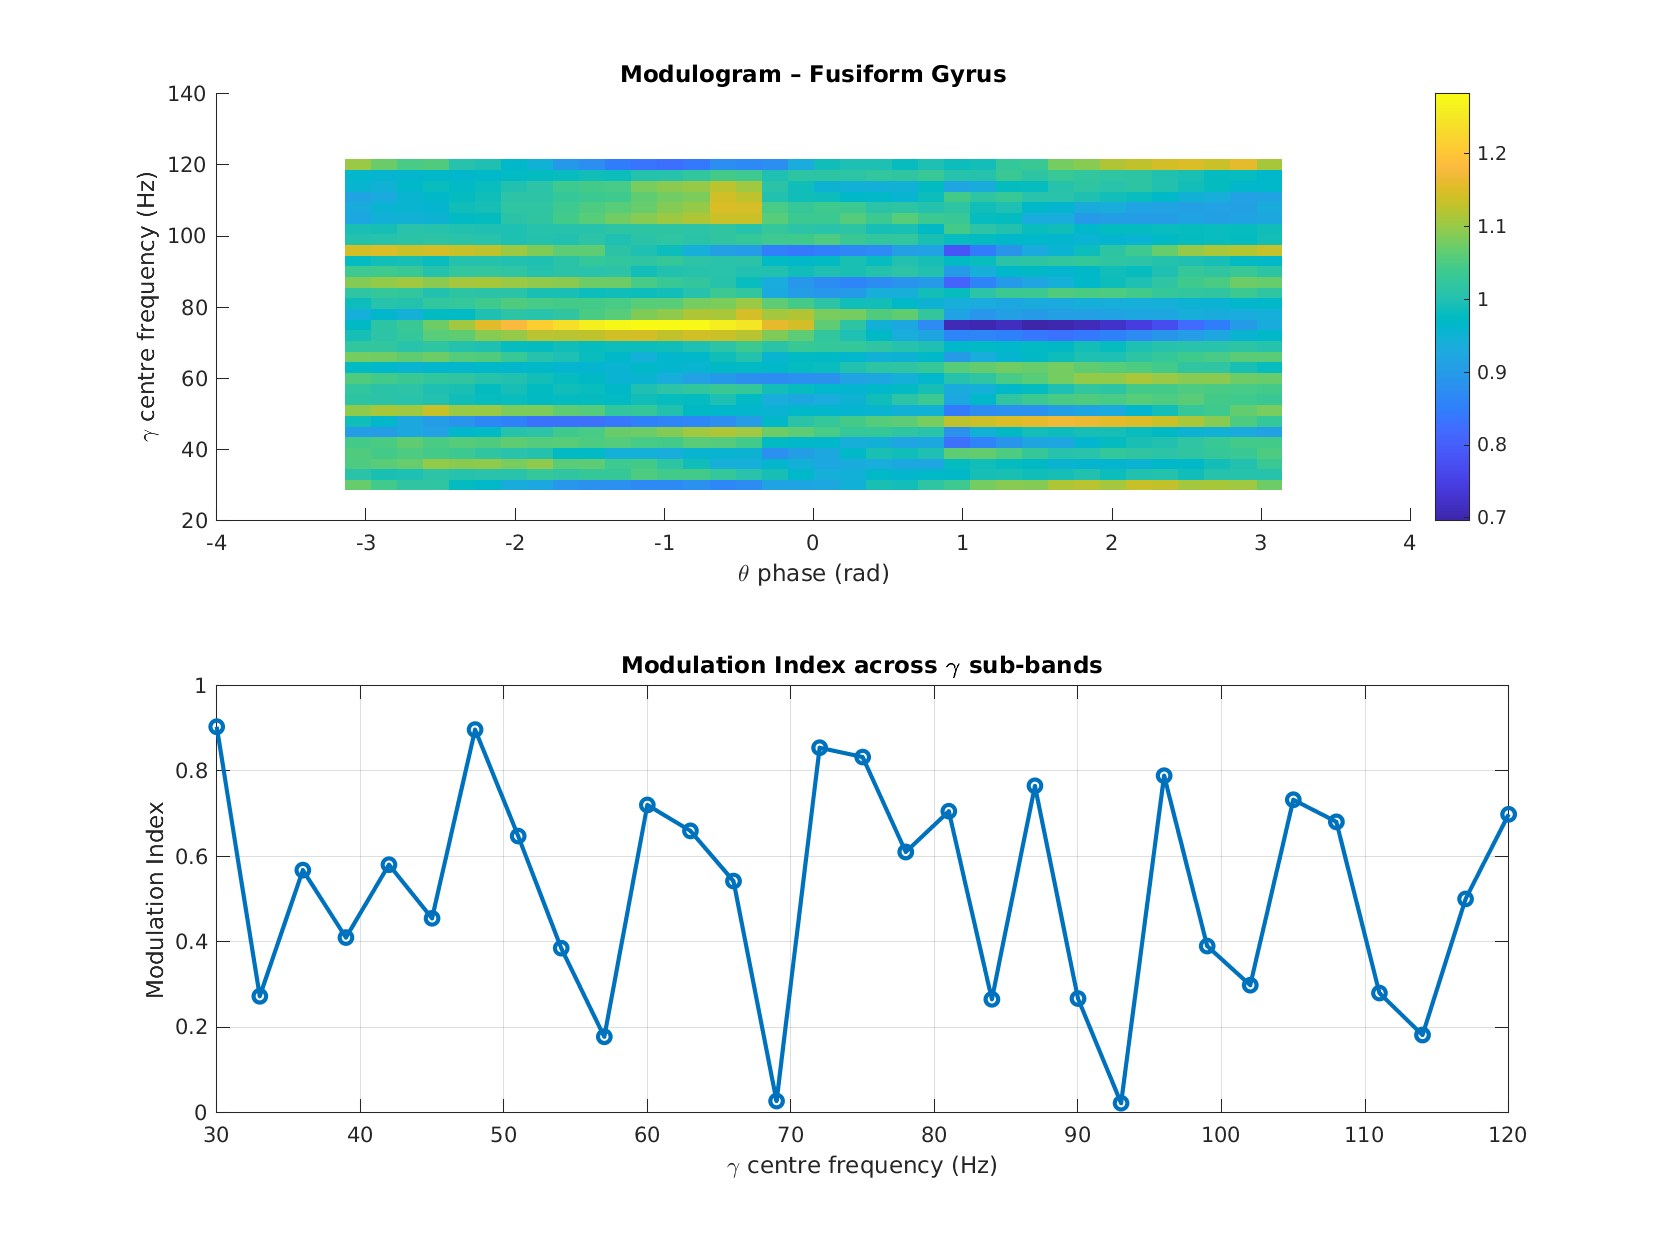 Modulogram – Fusiform Gyrus
140
120
100
80
60
40
20
γ centre frequency (Hz)
-4 -3 -2 -1 0 1 2 3 4
θ phase (rad)
1.2
1.1
1
0.9
0.8
0.7
Modulation Index across γ sub-bands
1
0.8
0.6
0.4
0.2
0
Modulation Index
30 40 50 60 70 80 90 100 110 120
γ centre frequency (Hz)